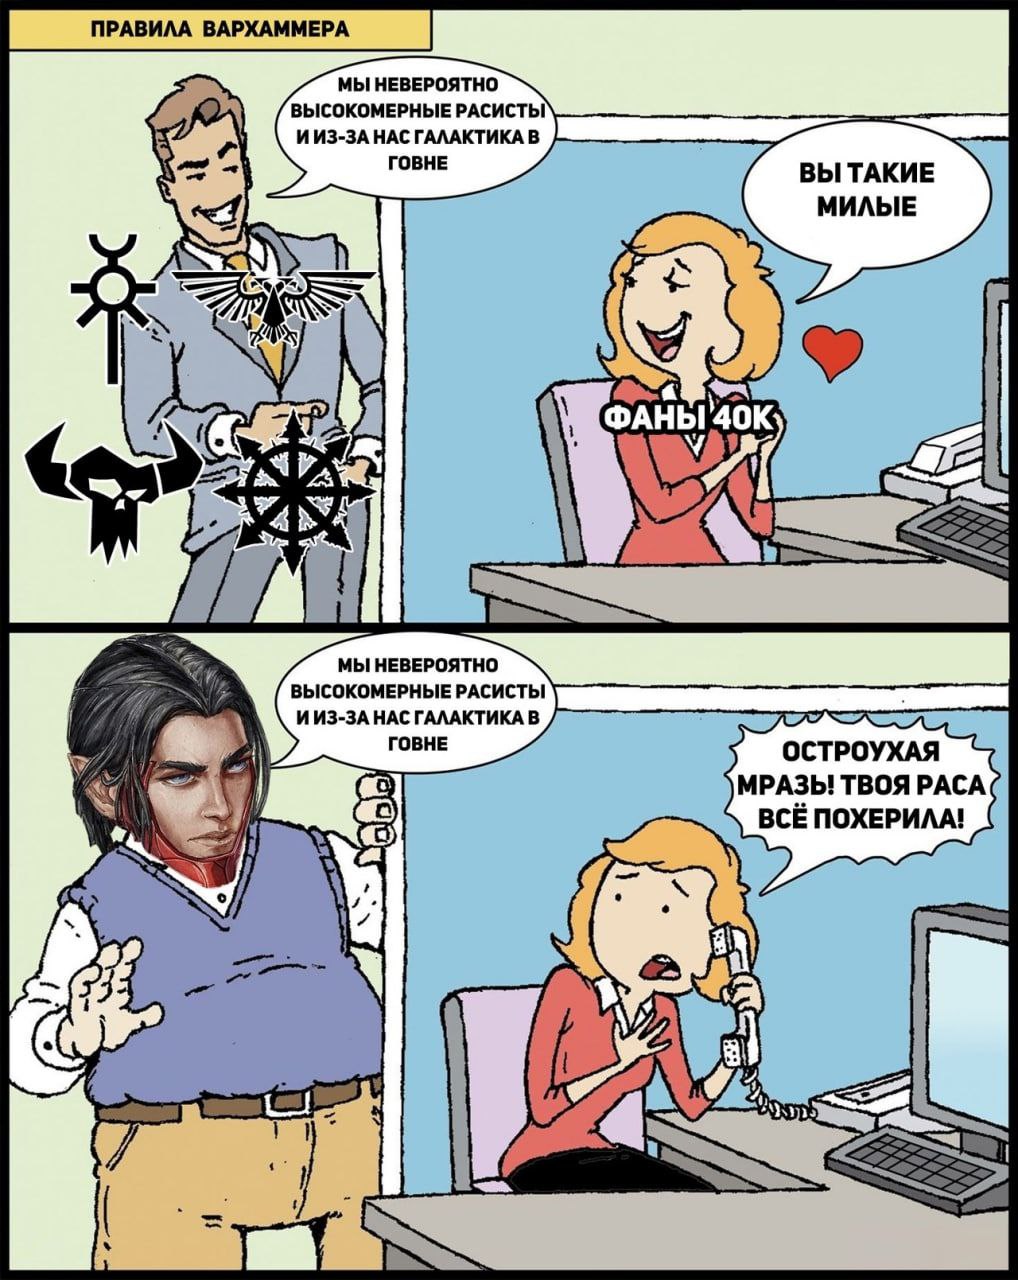 ПРАВИЛА ВАРХАММЕРА
МЫ НЕВЕРОЯТНО
ВЫСОКОМЕРНЫЕ РАСИСТЫ
И ИЗ-ЗА НАС ГАЛАКТИКА В
ГОВНЕ
ВЫ ТАКИЕ
МИЛЫЕ
ФАНЫ 40К
МЫ НЕВЕРОЯТНО
ВЫСОКОМЕРНЫЕ РАСИСТЫ
И ИЗ-ЗА НАС ГАЛАКТИКА В
ГОВНЕ
ОСТРОУХАЯ
МРАЗЬ! ТВОЯ РАСА
ВСЁ ПОХЕРИЛА!